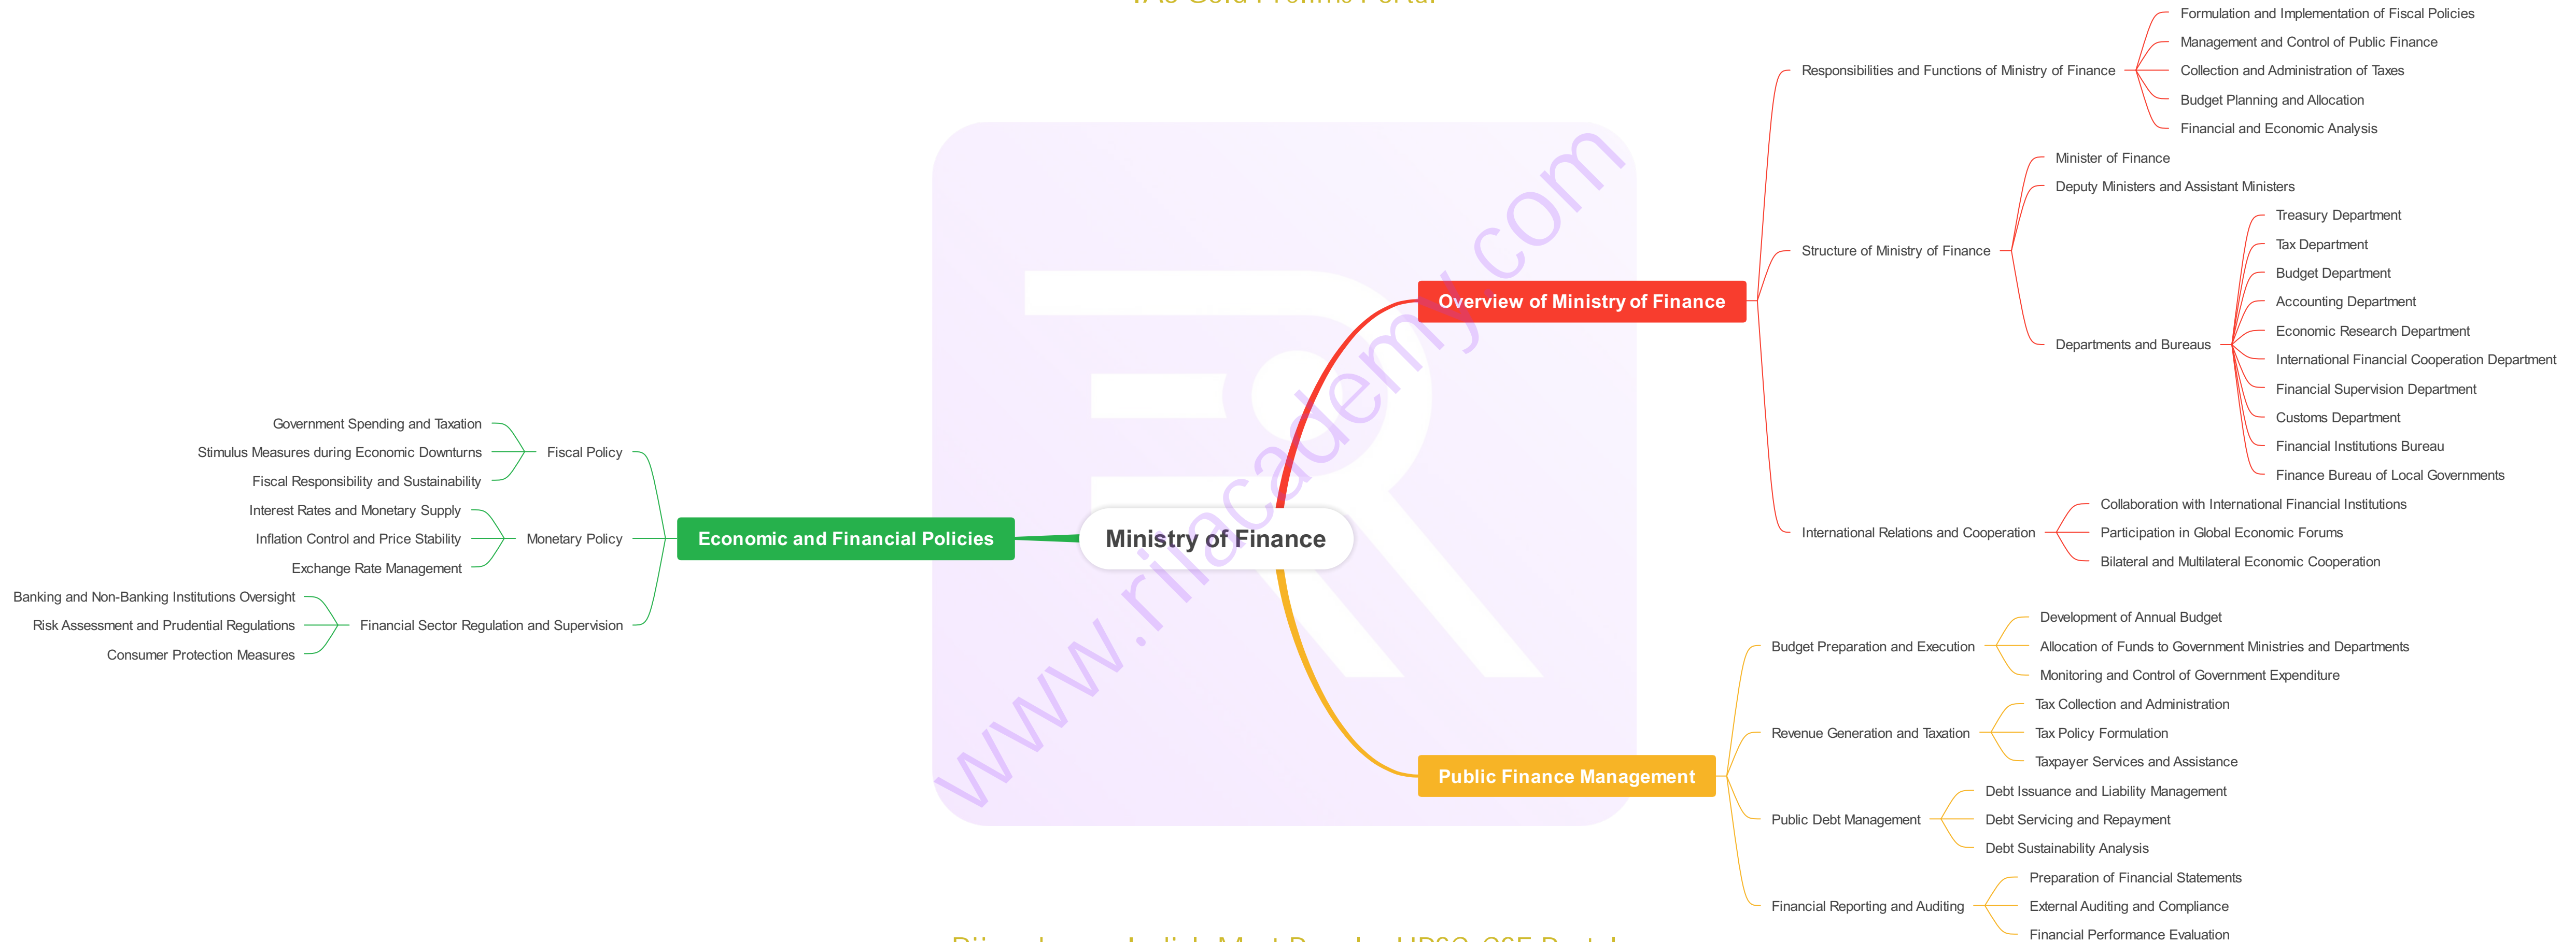 Ministry of Finance
Overview of Ministry of Finance
Responsibilities and Functions of Ministry of Finance
Formulation and Implementation of Fiscal Policies
Management and Control of Public Finance
Collection and Administration of Taxes
Budget Planning and Allocation
Financial and Economic Analysis
Structure of Ministry of Finance
Minister of Finance
Deputy Ministers and Assistant Ministers
Departments and Bureaus
Treasury Department
Tax Department
Budget Department
Accounting Department
Economic Research Department
International Financial Cooperation Department
Financial Supervision Department
Customs Department
Financial Institutions Bureau
Finance Bureau of Local Governments
International Relations and Cooperation
Collaboration with International Financial Institutions
Participation in Global Economic Forums
Bilateral and Multilateral Economic Cooperation
Public Finance Management
Budget Preparation and Execution
Development of Annual Budget
Allocation of Funds to Government Ministries and Departments
Monitoring and Control of Government Expenditure
Revenue Generation and Taxation
Tax Collection and Administration
Tax Policy Formulation
Taxpayer Services and Assistance
Public Debt Management
Debt Issuance and Liability Management
Debt Servicing and Repayment
Debt Sustainability Analysis
Financial Reporting and Auditing
Preparation of Financial Statements
External Auditing and Compliance
Financial Performance Evaluation
Economic and Financial Policies
Fiscal Policy
Government Spending and Taxation
Stimulus Measures during Economic Downturns
Fiscal Responsibility and Sustainability
Monetary Policy
Interest Rates and Monetary Supply
Inflation Control and Price Stability
Exchange Rate Management
Financial Sector Regulation and Supervision
Banking and Non-Banking Institutions Oversight
Risk Assessment and Prudential Regulations
Consumer Protection Measures